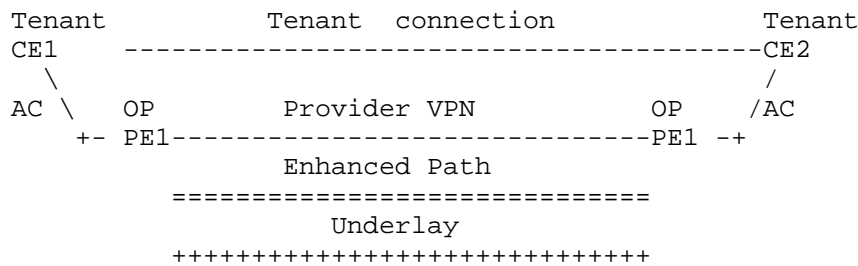 Tenant Tenant connection Tenant
CE1 ----------------------------------------CE2
\ /
AC \ OP Provider VPN OP /AC
+- PE1------------------------------PE1 -+
Enhanced Path
==============================
Underlay
++++++++++++++++++++++++++++++